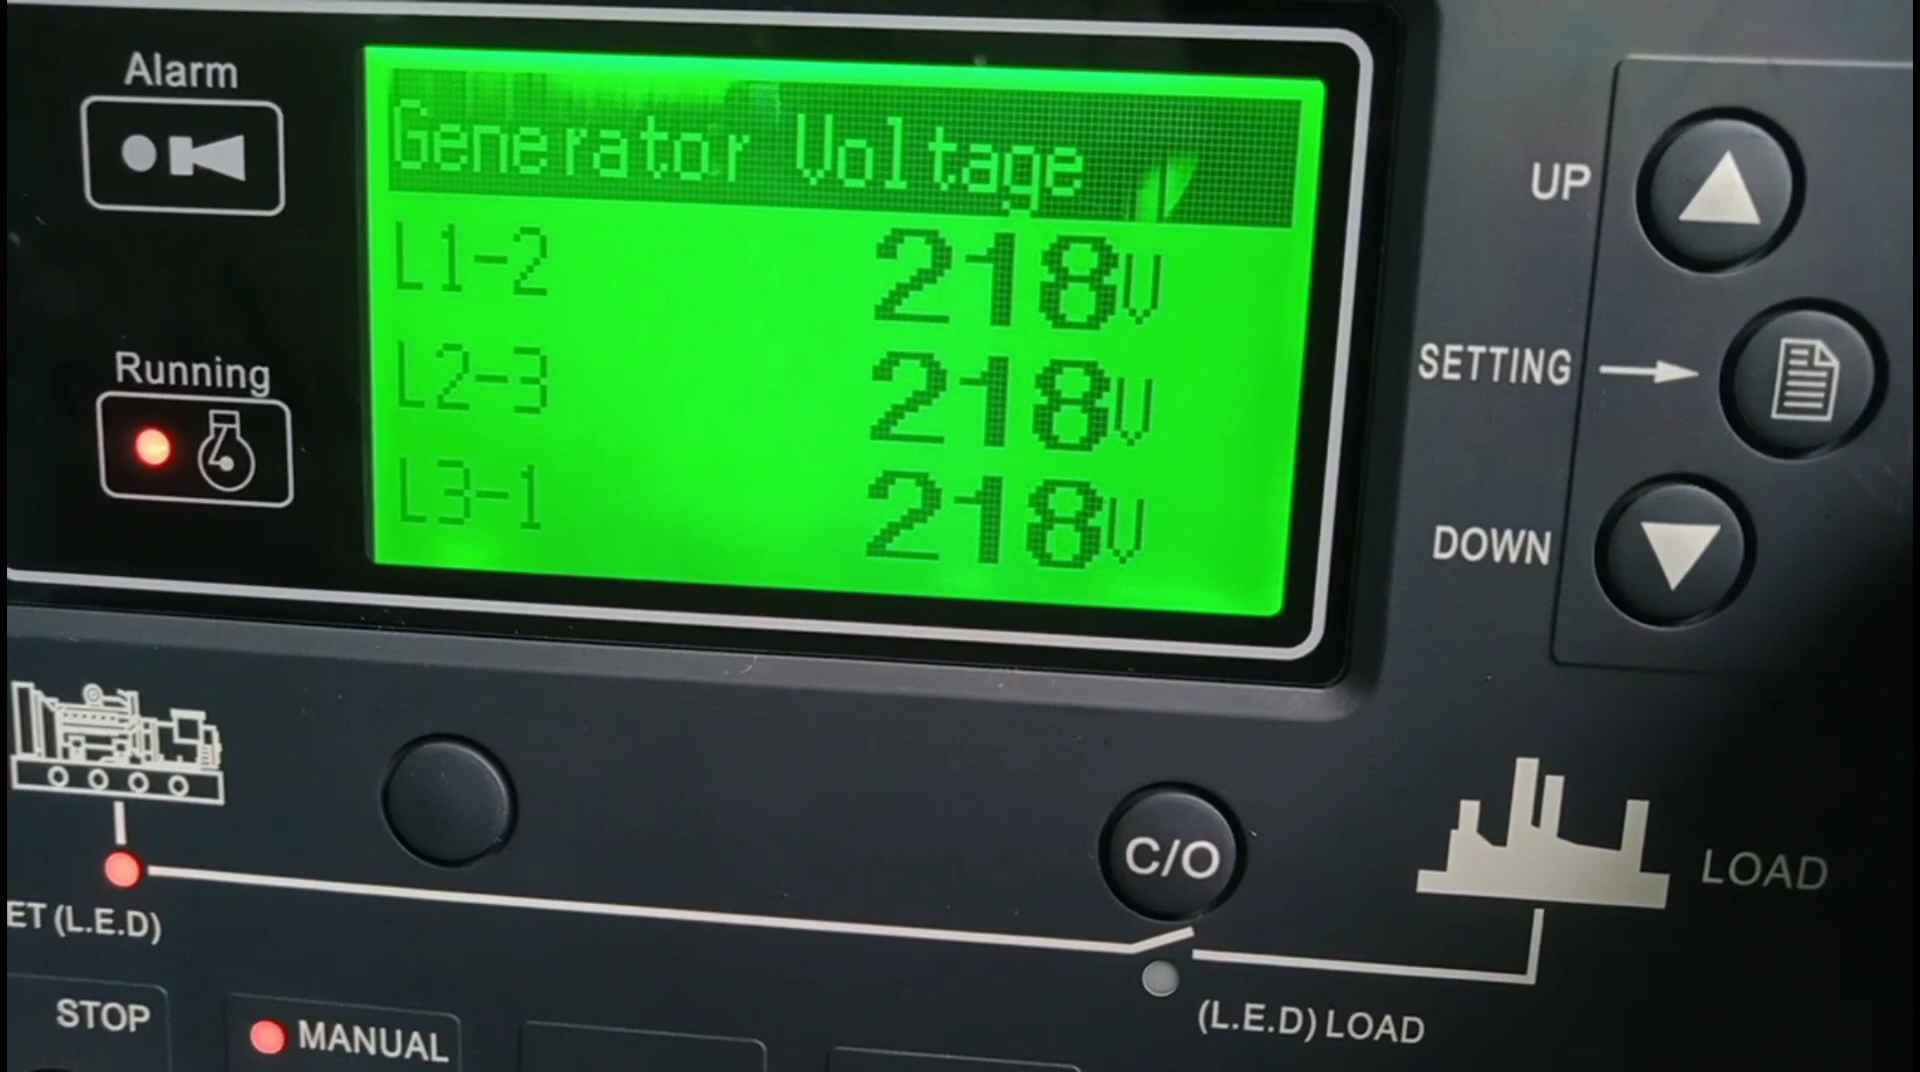 Alarm
Generator Voltage
L1-2 218V
L2-3 218V
L3-1 218V
Running
UP
SETTING
DOWN
C/O
LOAD
ET (L.E.D)
(L.E.D) LOAD
STOP
MANUAL